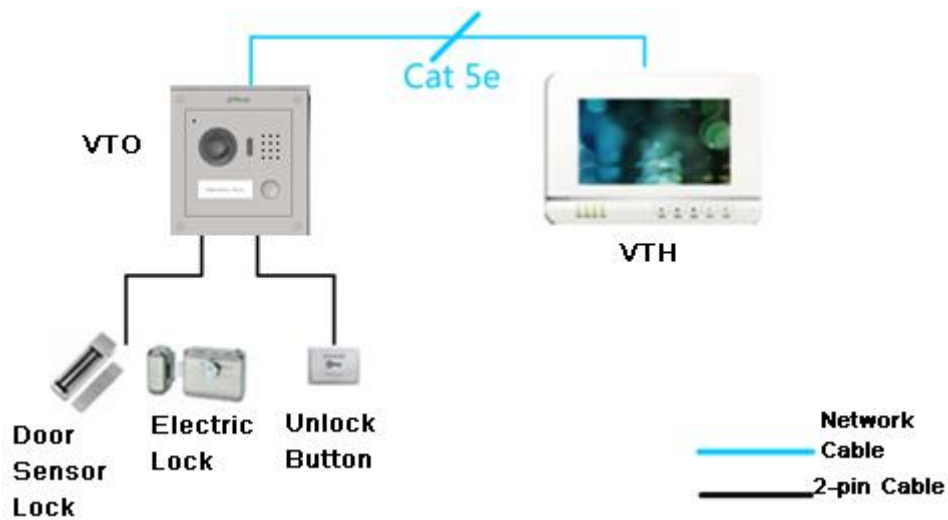 Cat 5e
VTO
VTH
Door
Sensor
Lock
Electric
Lock
Unlock
Button
Network
Cable
2-pin Cable